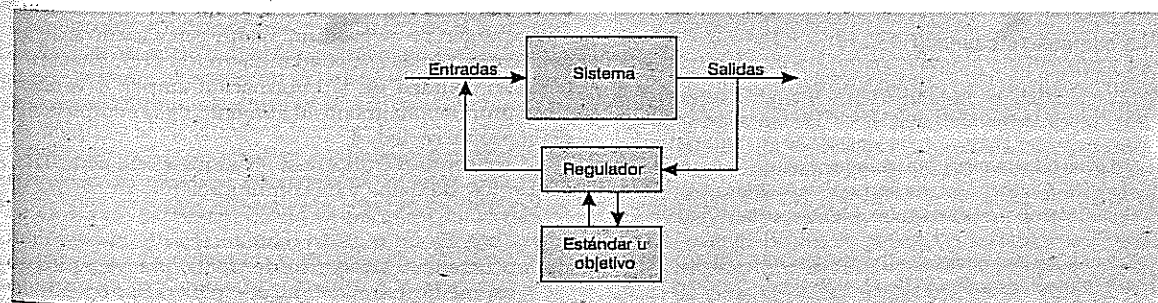 Entradas
Sistema
Salidas
Regulador
Estándar u
objetivo